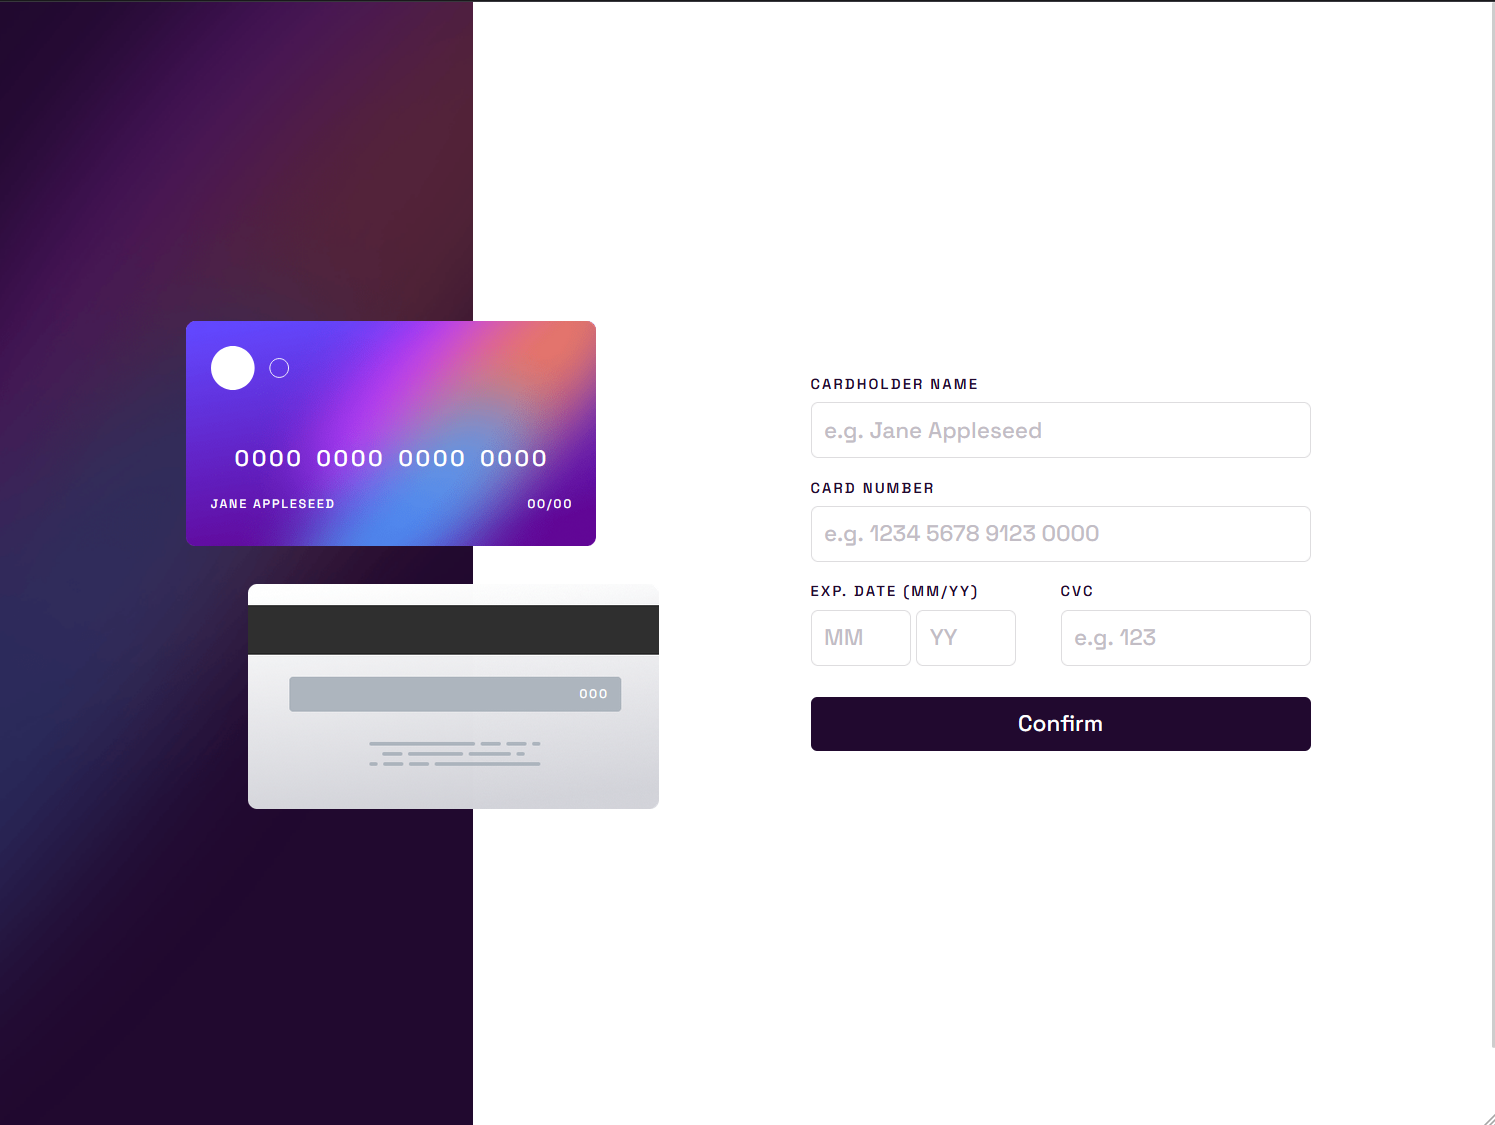 0000 0000 0000 0000
JANE APPLESEED 00/00
000
CARDHOLDER NAME
e.g. Jane Appleseed
CARD NUMBER
e.g. 1234 5678 9123 0000
EXP. DATE (MM/YY) CVC
MM YY e.g. 123
Confirm